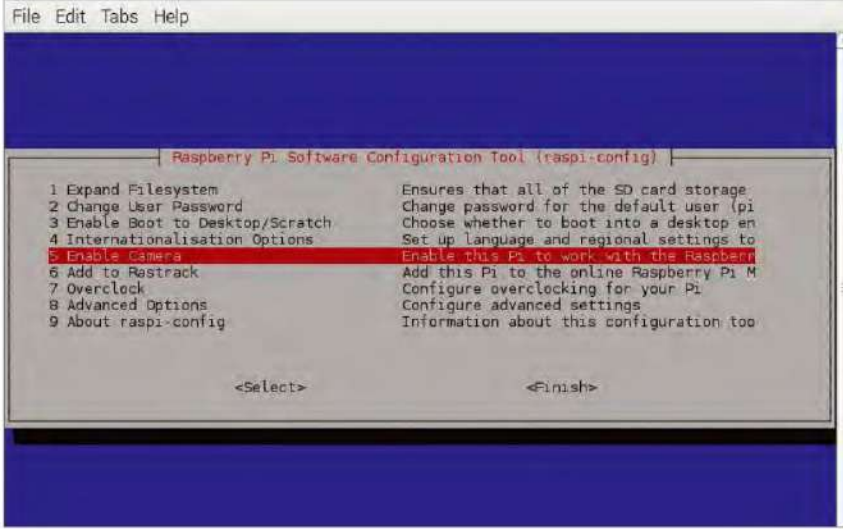 File Edit Tabs Help
Raspberry Pi Software Configuration Tool (raspi-config)
1 Expand Filesystem Ensures that all of the SD card storage
2 Change User Password Change password for the default user (pi
3 Enable Boot to Desktop/Scratch Choose whether to boot into a desktop en
4 Internationalisation Options Set up language and regional settings to
5 Enable Camera Enable this Pi to work with the Raspberr
6 Add to Rastrack Add this Pi to the online Raspberry Pi M
7 Overclock Configure overclocking for your Pi
8 Advanced Options Configure advanced settings
9 About raspi-config Information about this configuration too
<Select> <Finish>